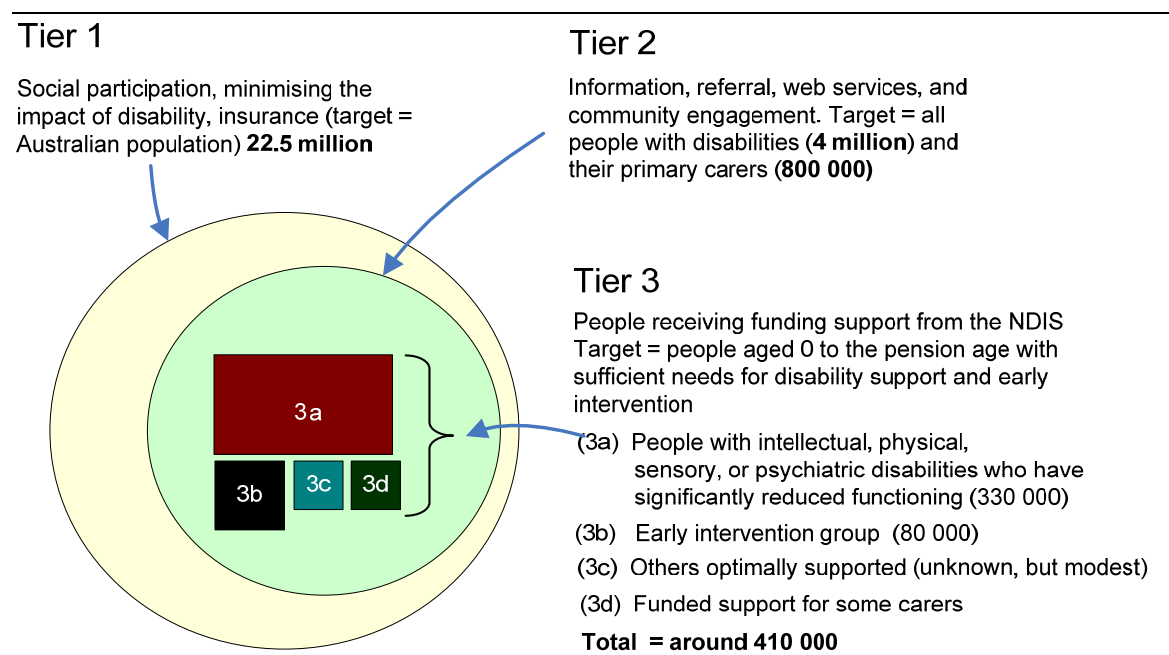 Tier 1
Social participation, minimising the
impact of disability, insurance (target =
Australian population) 22.5 million
Tier 2
Information, referral, web services, and
community engagement. Target = all
people with disabilities (4 million) and
their primary carers (800 000)
3a
3b
3c
3d
Tier 3
People receiving funding support from the NDIS
Target = people aged 0 to the pension age with
sufficient needs for disability support and early
intervention
(3a) People with intellectual, physical,
sensory, or psychiatric disabilities who have
significantly reduced functioning (330 000)
(3b) Early intervention group (80 000)
(3c) Others optimally supported (unknown, but modest)
(3d) Funded support for some carers
Total = around 410 000